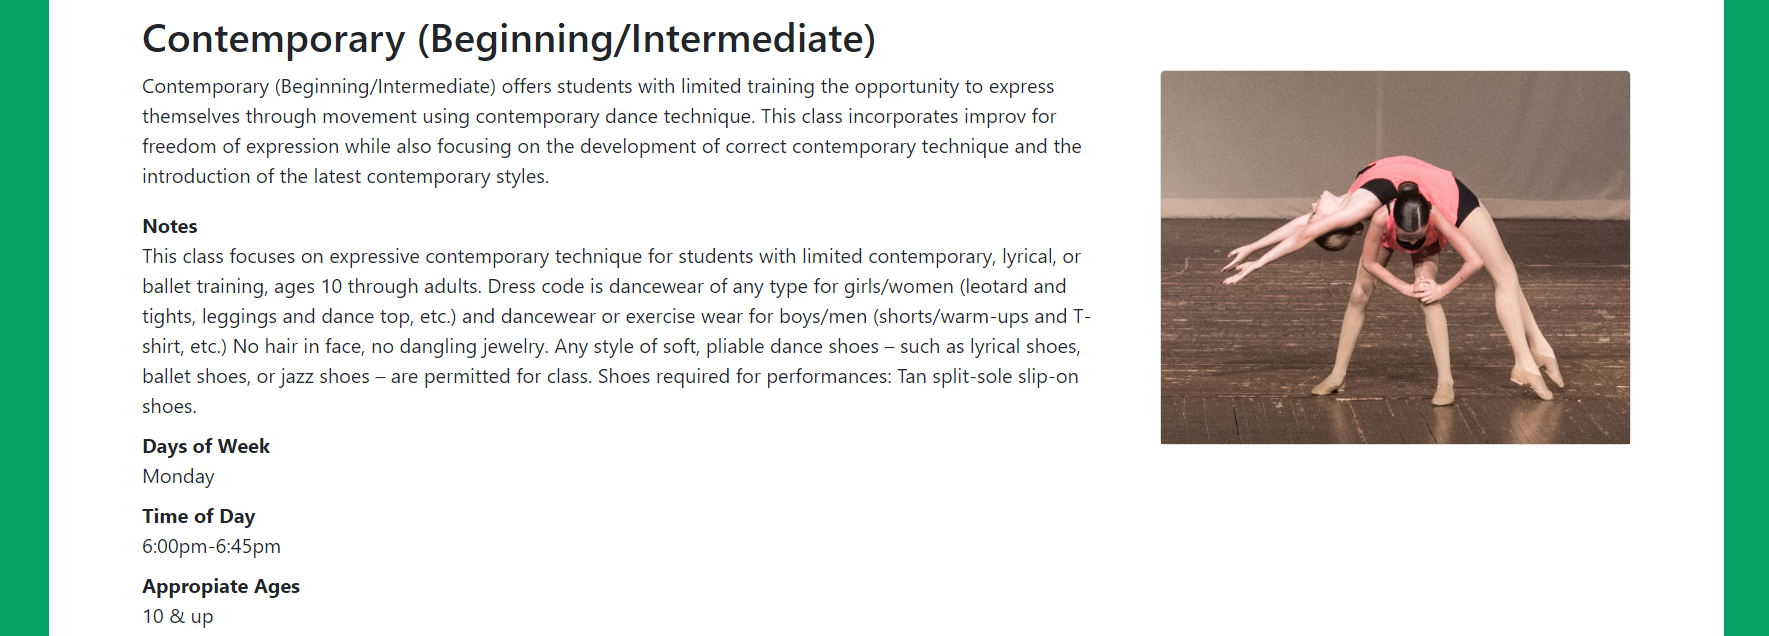 Contemporary (Beginning/Intermediate)
Contemporary (Beginning/Intermediate) offers students with limited training the opportunity to express
themselves through movement using contemporary dance technique. This class incorporates improv for
freedom of expression while also focusing on the development of correct contemporary technique and the
introduction of the latest contemporary styles.
Notes
This class focuses on expressive contemporary technique for students with limited contemporary, lyrical, or
ballet training, ages 10 through adults. Dress code is dancewear of any type for girls/women (leotard and
tights, leggings and dance top, etc.) and dancewear or exercise wear for boys/men (shorts/warm-ups and T-
shirt, etc.) No hair in face, no dangling jewelry. Any style of soft, pliable dance shoes – such as lyrical shoes,
ballet shoes, or jazz shoes – are permitted for class. Shoes required for performances: Tan split-sole slip-on
shoes.
Days of Week
Monday
Time of Day
6:00pm-6:45pm
Appropiate Ages
10 & up